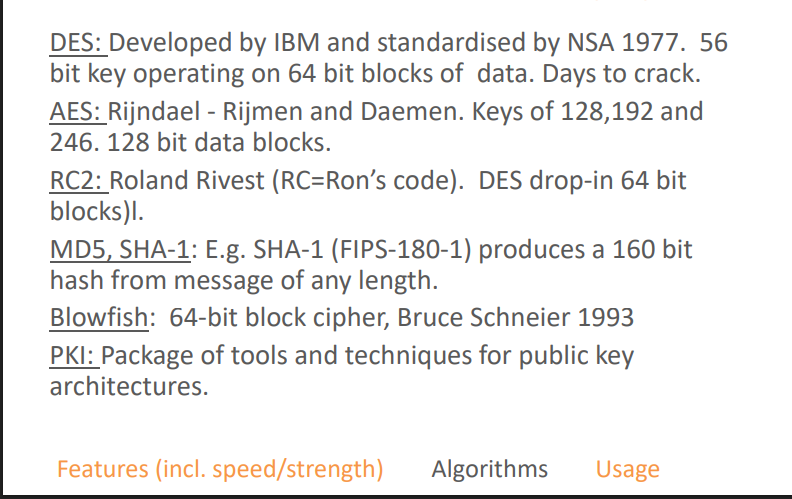 DES: Developed by IBM and standardised by NSA 1977.  56
bit key operating on 64 bit blocks of  data. Days to crack.
AES: Rijndael - Rijmen and Daemen. Keys of 128,192 and
246. 128 bit data blocks.
RC2: Roland Rivest (RC=Ron’s code).  DES drop-in 64 bit
blocks)l.
MD5, SHA-1: E.g. SHA-1 (FIPS-180-1) produces a 160 bit
hash from message of any length.
Blowfish:  64-bit block cipher, Bruce Schneier 1993
PKI: Package of tools and techniques for public key
architectures.
Features (incl. speed/strength) Algorithms Usage